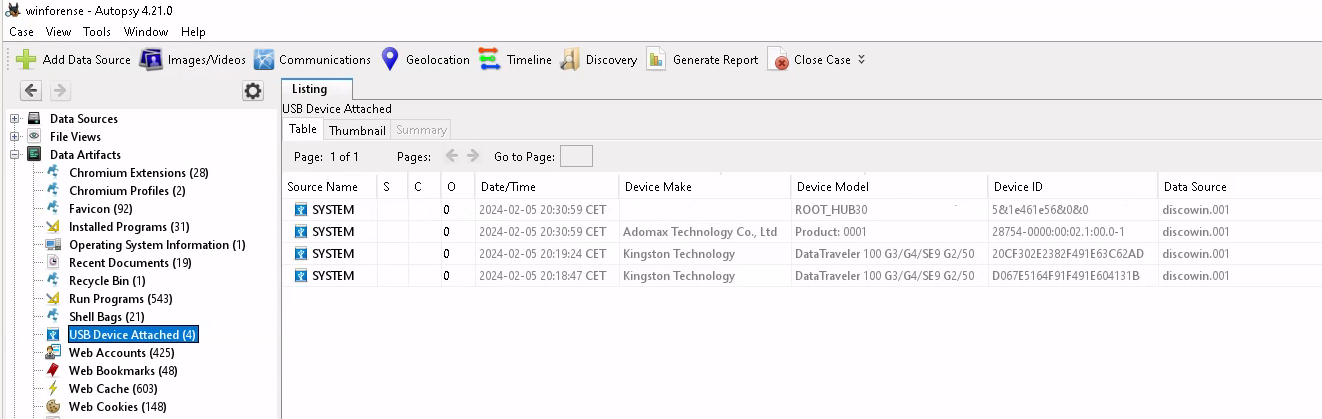 winforense - Autopsy 4.21.0
Case View Tools Window Help
Add Data Source Images/Videos Communications Geolocation Timeline Discovery Generate Report Close Case
Listing
USB Device Attached
Table Thumbnail Summary
Page: 1 of 1 Pages: Go to Page:
Source Name S C O Date/Time Device Make Device Model Device ID Data Source
SYSTEM 0 2024-02-05 20:30:59 CET ROOT_HUB30 5&1e461e56&0&0 discowin.001
SYSTEM 0 2024-02-05 20:30:59 CET Adomax Technology Co., Ltd Product: 0001 28754-0000:00:02.1:00.0-1 discowin.001
SYSTEM 0 2024-02-05 20:19:24 CET Kingston Technology DataTraveler 100 G3/G4/SE9 G2/50 20CF302E2382F491E63C62AD discowin.001
SYSTEM 0 2024-02-05 20:18:47 CET Kingston Technology DataTraveler 100 G3/G4/SE9 G2/50 D067E5164F91F491E604131B discowin.001
Data Sources
File Views
Data Artifacts
Chromium Extensions (28)
Chromium Profiles (2)
Favicon (92)
Installed Programs (31)
Operating System Information (1)
Recent Documents (19)
Recycle Bin (1)
Run Programs (543)
Shell Bags (21)
USB Device Attached (4)
Web Accounts (425)
Web Bookmarks (48)
Web Cache (603)
Web Cookies (148)